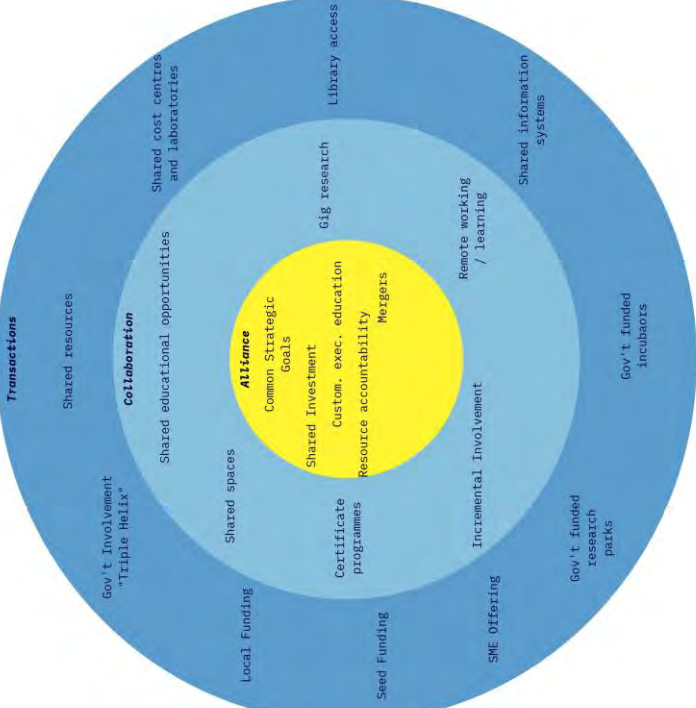 Transactions
Shared resources
Gov't Involvement
"Triple Helix"
Collaboration
Shared cost centres
and laboratories
Shared educational opportunities
Shared spaces
Local Funding
Alliance
Common Strategic
Goals
Shared Investment
Gig research
Library access
Custom. exec. education
Certificate
programmes
Resource accountability
Mergers
Seed Funding
Remote working
/ learning
Incremental Involvement
SME Offering
Shared information
systems
Gov't funded
research
parks
Gov't funded
incubaors